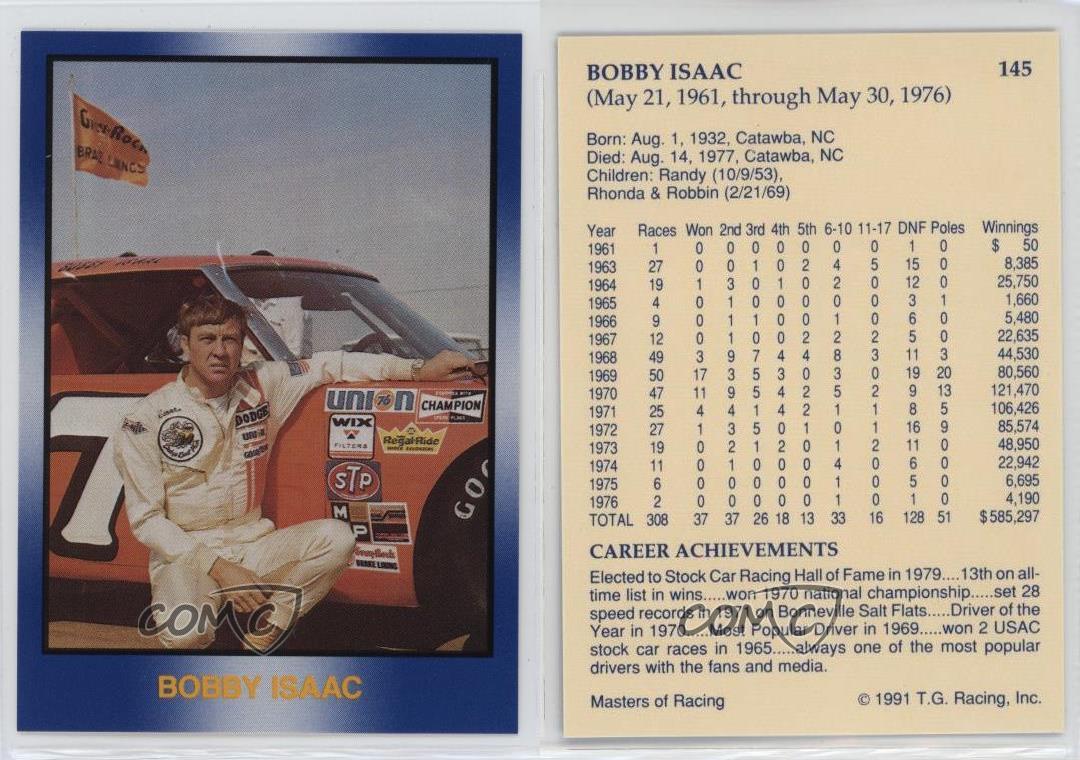 Grey-Rock
BRAKE LININGS
BOBBY ISAAC
UNION 76
CHAMPION
WIX
FILTERS
Regal Ride
STP
DODGE
UNION
GOODYEAR
MP
Grey-Rock
BRAKE LINING
GOO
7
COMC
BOBBY ISAAC
BOBBY ISAAC 145
(May 21, 1961, through May 30, 1976)
Born: Aug. 1, 1932, Catawba, NC
Died: Aug. 14, 1977, Catawba, NC
Children: Randy (10/9/53),
Rhonda & Robbin (2/21/69)
Year Races Won 2nd 3rd 4th 5th 6-10 11-17 DNF Poles Winnings
1961 1 0 0 0 0 0 0 0 1 0 $ 50
1963 27 0 0 1 0 2 4 5 15 0 8,385
1964 19 1 3 0 1 0 2 0 12 0 25,750
1965 4 0 1 0 0 0 0 0 3 1 1,660
1966 9 0 1 1 0 0 1 0 6 0 5,480
1967 12 0 1 0 0 2 2 2 5 0 22,635
1968 49 3 9 7 4 4 8 3 11 3 44,530
1969 50 17 3 5 3 0 3 0 19 20 80,560
1970 47 11 9 5 4 2 5 2 9 13 121,470
1971 25 4 4 1 4 2 1 1 8 5 106,426
1972 27 1 3 5 0 1 0 1 16 9 85,574
1973 19 0 2 1 2 0 1 2 11 0 48,950
1974 11 0 1 0 0 0 4 0 6 0 22,942
1975 6 0 0 0 0 0 1 0 5 0 6,695
1976 2 0 0 0 0 0 1 0 1 0 4,190
TOTAL 308 37 37 26 18 13 33 16 128 51 $585,297
CAREER ACHIEVEMENTS
Elected to Stock Car Racing Hall of Fame in 1979....13th on all-
time list in wins.....won 1970 national championship.....set 28
speed records in 1971 on Bonneville Salt Flats....Driver of the
Year in 1970....Most Popular Driver in 1969.....won 2 USAC
stock car races in 1965.....always one of the most popular
drivers with the fans and media.
COMC
Masters of Racing © 1991 T.G. Racing, Inc.